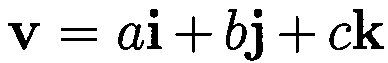 v = ai + bj + ck